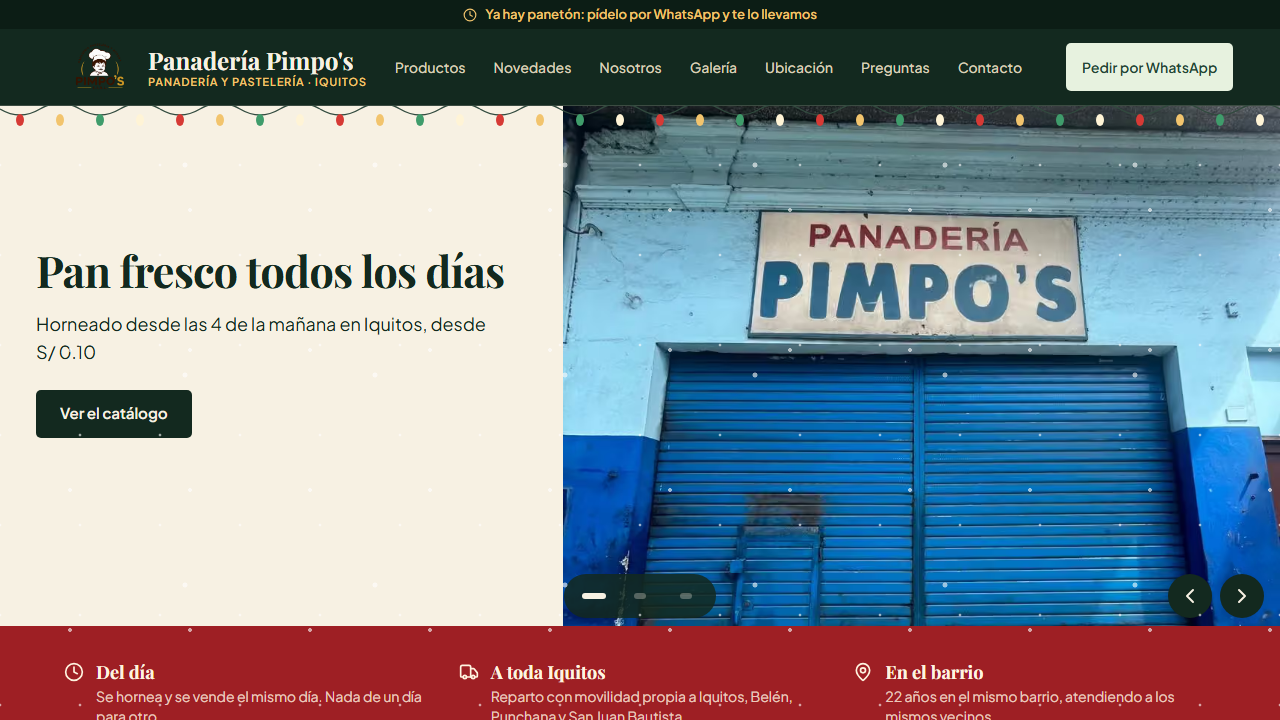 Ya hay panetón: pídelo por WhatsApp y te lo llevamos
Panadería Pimpo's
PANADERÍA Y PASTELERÍA · IQUITOS
Productos
Novedades
Nosotros
Galería
Ubicación
Preguntas
Contacto
Pedir por WhatsApp
Pan fresco todos los días
Horneado desde las 4 de la mañana en Iquitos, desde
S/ 0.10
Ver el catálogo
PANADERÍA
PIMPO'S
Del día
Se hornea y se vende el mismo día. Nada de un día
para otro.
A toda Iquitos
Reparto con movilidad propia a Iquitos, Belén,
Punchana y San Juan Bautista.
En el barrio
22 años en el mismo barrio, atendiendo a los
mismos vecinos.